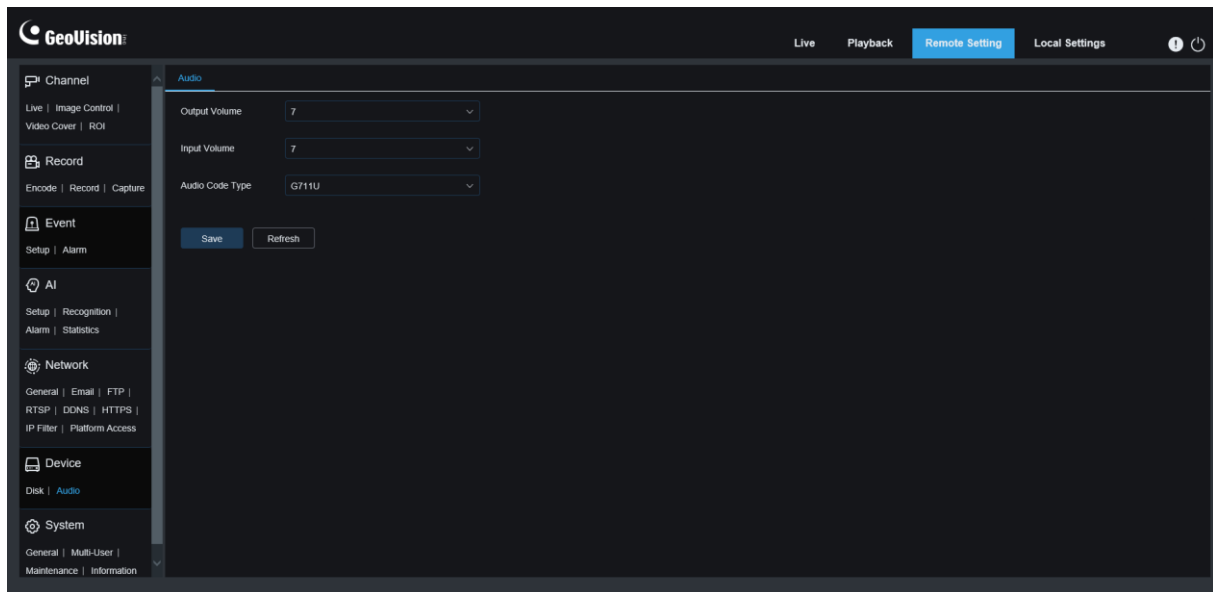 GeoVision
Live Playback Remote Setting Local Settings
Channel
Live | Image Control |
Video Cover | ROI
Record
Encode | Record | Capture
Event
Setup | Alarm
AI
Setup | Recognition |
Alarm | Statistics
Network
General | Email | FTP |
RTSP | DDNS | HTTPS |
IP Filter | Platform Access
Device
Disk | Audio
System
General | Multi-User |
Maintenance | Information
Audio
Output Volume 7
Input Volume 7
Audio Code Type G711U
Save Refresh